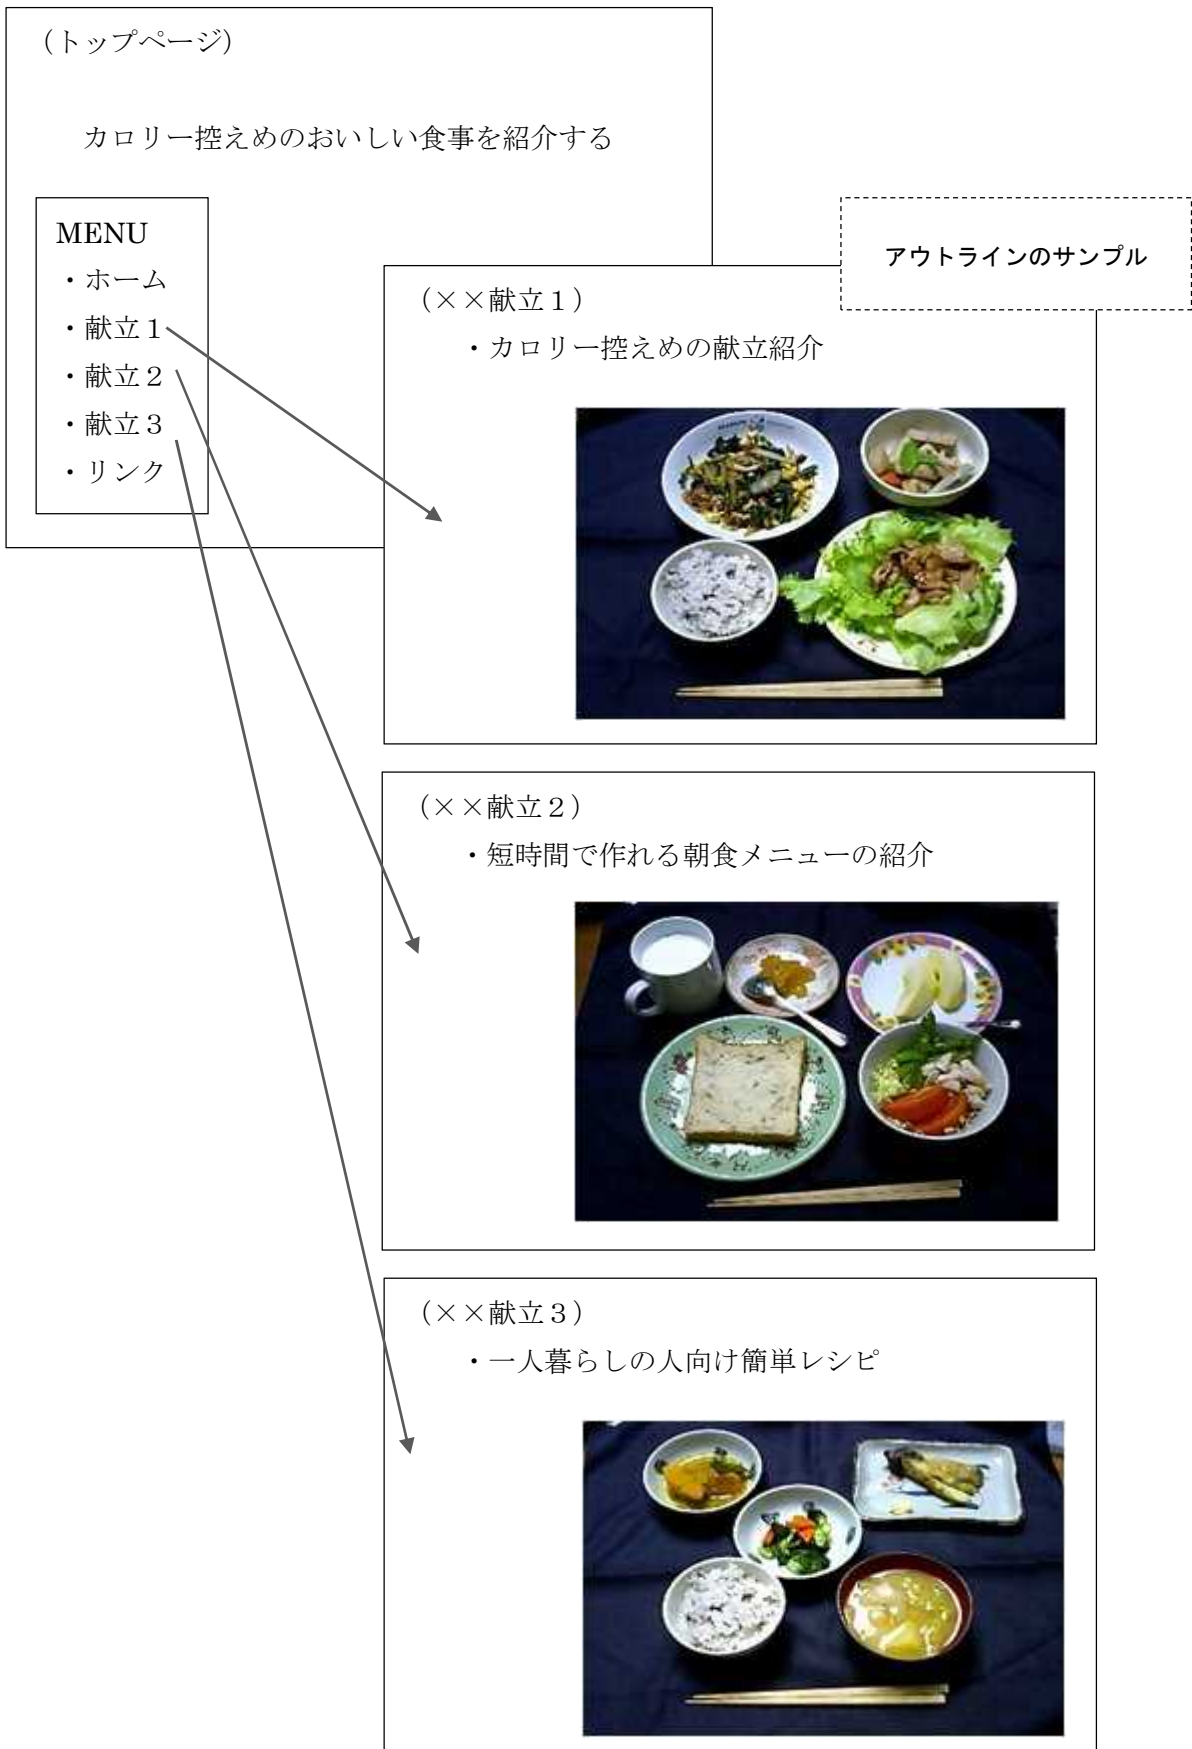 (トップページ)
カロリー控えめのおいしい食事を紹介する
MENU
・ホーム
・献立１
・献立２
・献立３
・リンク
アウトラインのサンプル
(××献立１)
・カロリー控えめの献立紹介
(××献立２)
・短時間で作れる朝食メニューの紹介
(××献立３)
・一人暮らしの人向け簡単レシピ